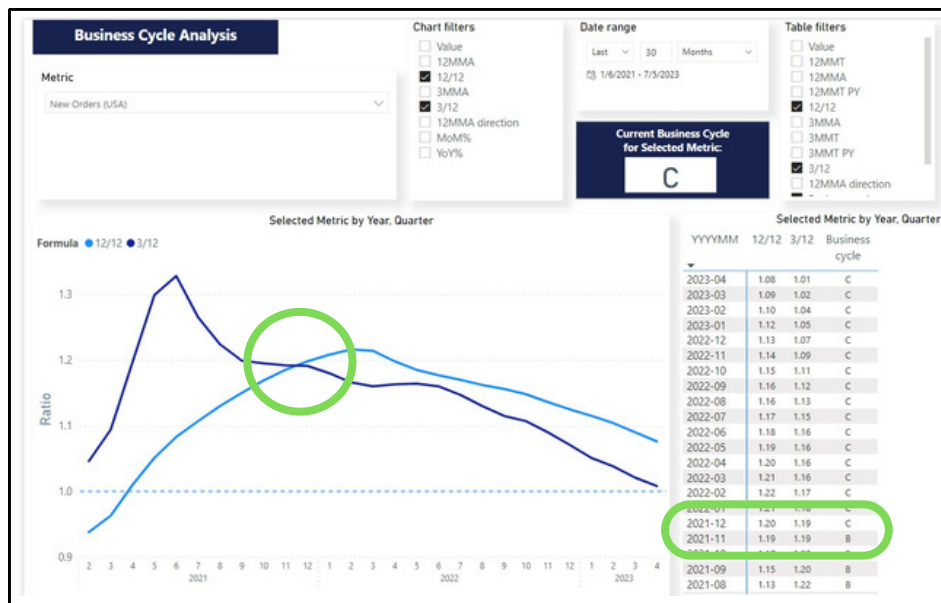 Business Cycle Analysis
Metric
New Orders (USA)
Chart filters
Value
12MMA
12/12
3MMA
3/12
12MMA direction
MoM%
YoY%
Date range
Last 30 Months
1/6/2021 - 7/5/2023
Current Business Cycle
for Selected Metric:
C
Table filters
Value
12MMT
12MMA
12MMT PY
12/12
3MMA
3MMT
3MMT PY
3/12
12MMA direction
Selected Metric by Year, Quarter
Formula 12/12 3/12
Ratio
1.3
1.2
1.1
1.0
0.9
2 3 4 5 6 7 8 9 10 11 12 1 2 3 4 5 6 7 8 9 10 11 12 1 2 3 4
2021 2022 2023
Selected Metric by Year, Quarter
YYYYMM 12/12 3/12 Business
cycle
2023-04 1.08 1.01 C
2023-03 1.09 1.02 C
2023-02 1.10 1.04 C
2023-01 1.12 1.05 C
2022-12 1.13 1.07 C
2022-11 1.14 1.09 C
2022-10 1.15 1.11 C
2022-09 1.16 1.12 C
2022-08 1.16 1.13 C
2022-07 1.17 1.15 C
2022-06 1.18 1.16 C
2022-05 1.19 1.16 C
2022-04 1.20 1.16 C
2022-03 1.21 1.16 C
2022-02 1.22 1.17 C
2021-12 1.20 1.19 C
2021-11 1.19 1.19 B
2021-09 1.15 1.20 B
2021-08 1.13 1.22 B